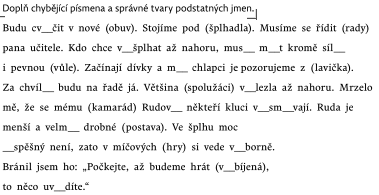 Doplň chybějící písmena a správné tvary podstatných jmen.
Budu cv__čit v nové (obuv). Stojíme pod (šplhadla). Musíme se řídit (rady)
pana učitele. Kdo chce v__šplhat až nahoru, mus__ m__t kromě síl__
i pevnou (vůle). Začínají dívky a m__ chlapci je pozorujeme z (lavička).
Za chvíl__ budu na řadě já. Většina (spolužáci) v__lezla až nahoru. Mrzelo
mě, že se mému (kamarád) Rudov__ někteří kluci v__sm__vají. Ruda je
menší a velm__ drobné (postava). Ve šplhu moc
__spěšný není, zato v míčových (hry) si vede v__borně.
Bránil jsem ho: „Počkejte, až budeme hrát (v__bíjená),
to něco uv__díte.“